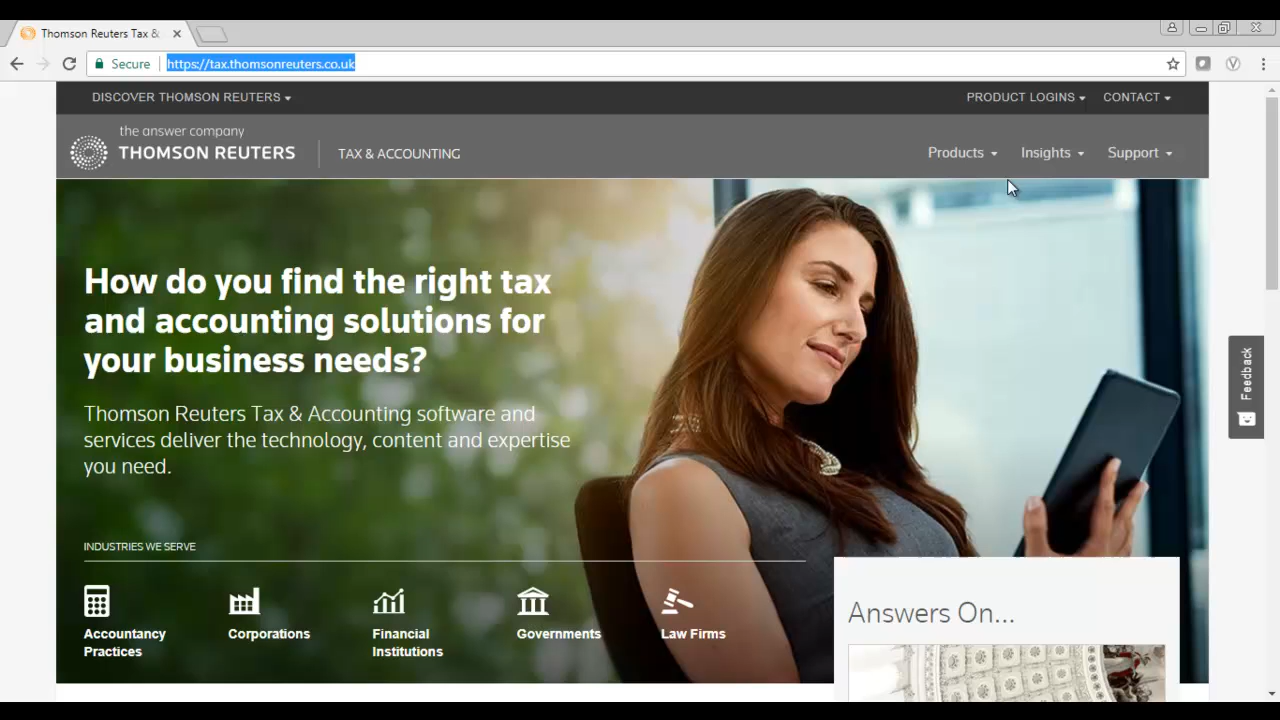 Thomson Reuters Tax &
Secure
https://tax.thomsonreuters.co.uk
DISCOVER THOMSON REUTERS
PRODUCT LOGINS
CONTACT
the answer company
THOMSON REUTERS
TAX & ACCOUNTING
Products
Insights
Support
How do you find the right tax
and accounting solutions for
your business needs?
Thomson Reuters Tax & Accounting software and
services deliver the technology, content and expertise
you need.
Feedback
INDUSTRIES WE SERVE
Accountancy
Practices
Corporations
Financial
Institutions
Governments
Law Firms
Answers On...